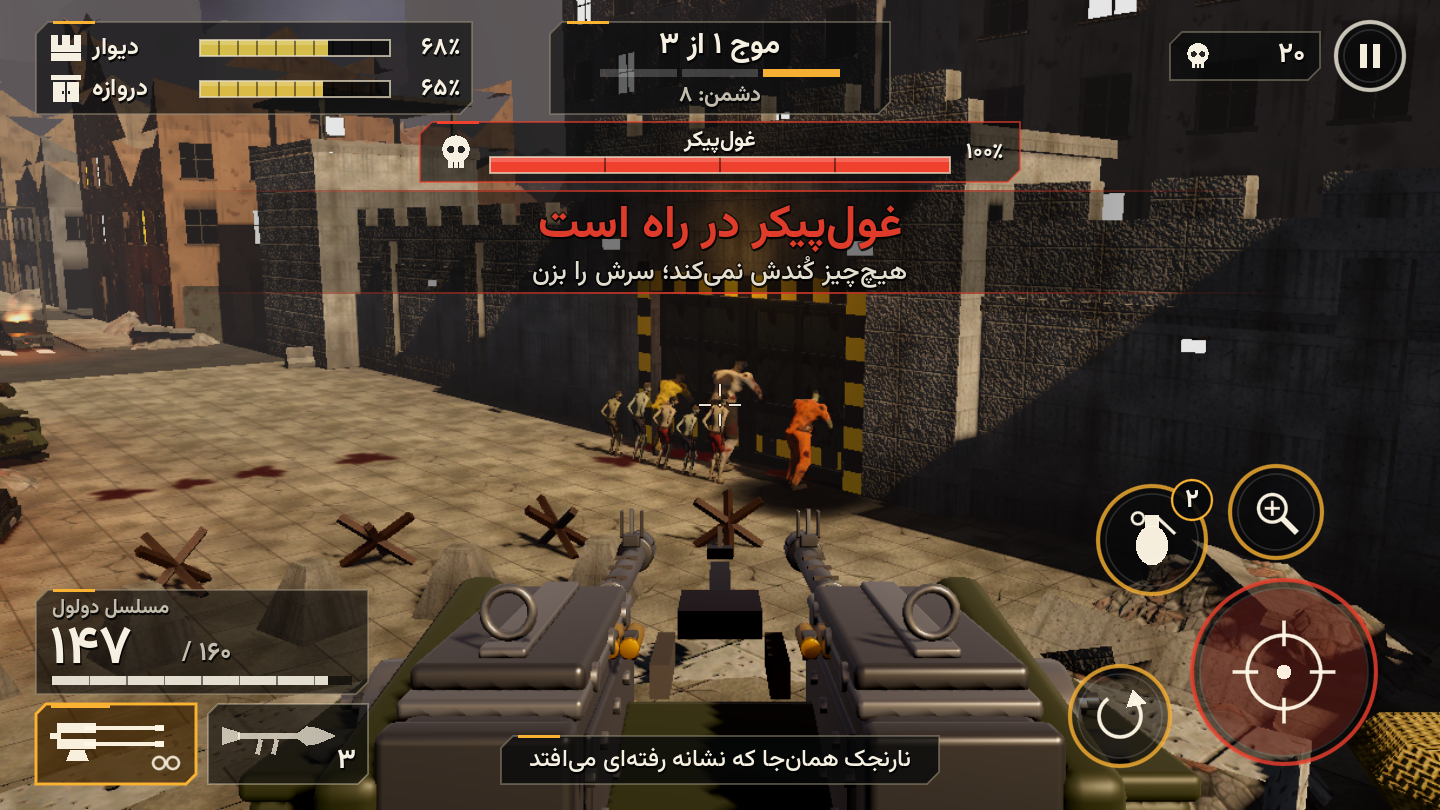 دیوار ۶۸٪
دروازه ۶۵٪
موج ۱ از ۳
دشمن: ۸
۲۰
غول‌پیکر
۱۰۰٪
غول‌پیکر در راه است
هیچ‌چیز کُندش نمی‌کند؛ سرش را بزن
۲
مسلسل دولول
۱۴۷ / ۱۶۰
∞
۳
نارنجک همان‌جا که نشانه رفته‌ای می‌افتد